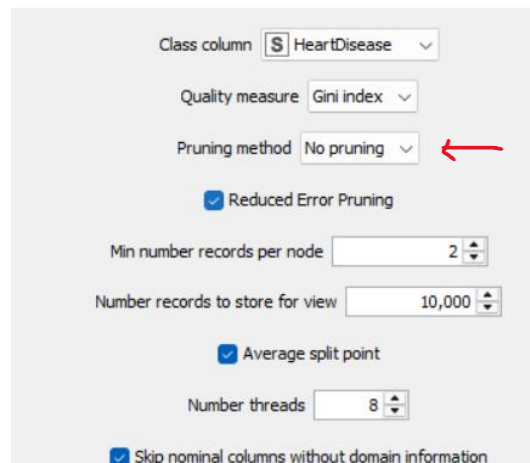 Class column S HeartDisease
Quality measure Gini index
Pruning method No pruning
Reduced Error Pruning
Min number records per node 2
Number records to store for view 10,000
Average split point
Number threads 8
Skip nominal columns without domain information